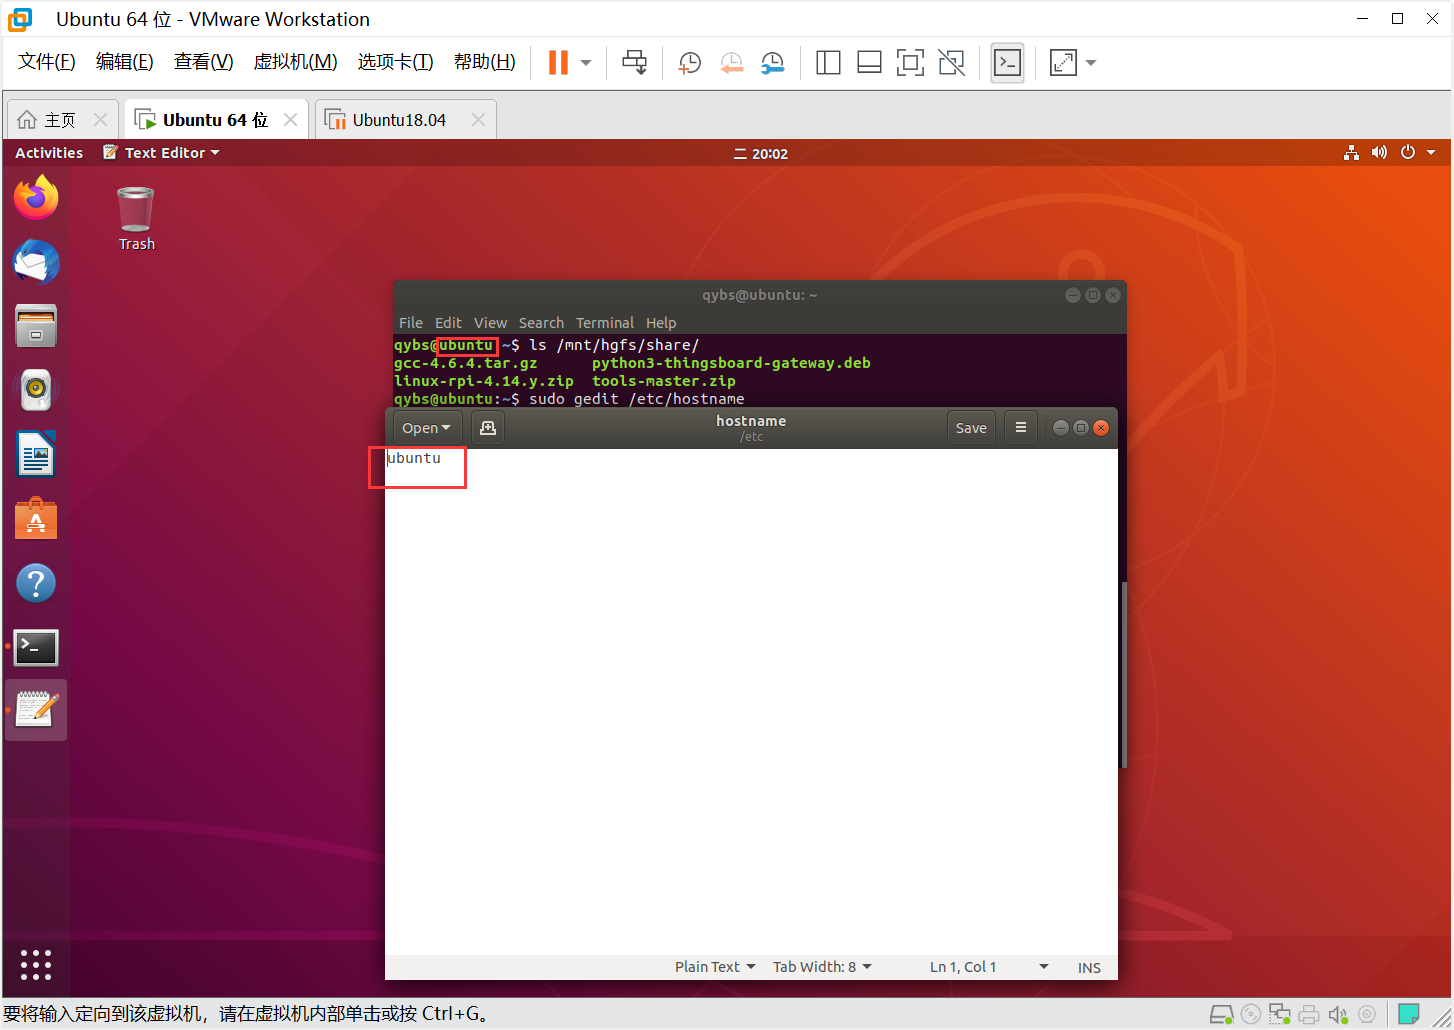 Ubuntu 64 位 - VMware Workstation
文件(F) 编辑(E) 查看(V) 虚拟机(M) 选项卡(T) 帮助(H)
主页 Ubuntu 64 位 Ubuntu18.04
Activities Text Editor 二 20:02
Trash
qybs@ubuntu: ~
File Edit View Search Terminal Help
qybs@ubuntu ~$ ls /mnt/hgfs/share/
gcc-4.6.4.tar.gz python3-thingsboard-gateway.deb
linux-rpi-4.14.y.zip tools-master.zip
qybs@ubuntu:~$ sudo gedit /etc/hostname
Open hostname Save
/etc
ubuntu
Plain Text Tab Width: 8 Ln 1, Col 1 INS
要将输入定向到该虚拟机，请在虚拟机内部单击或按 Ctrl+G。